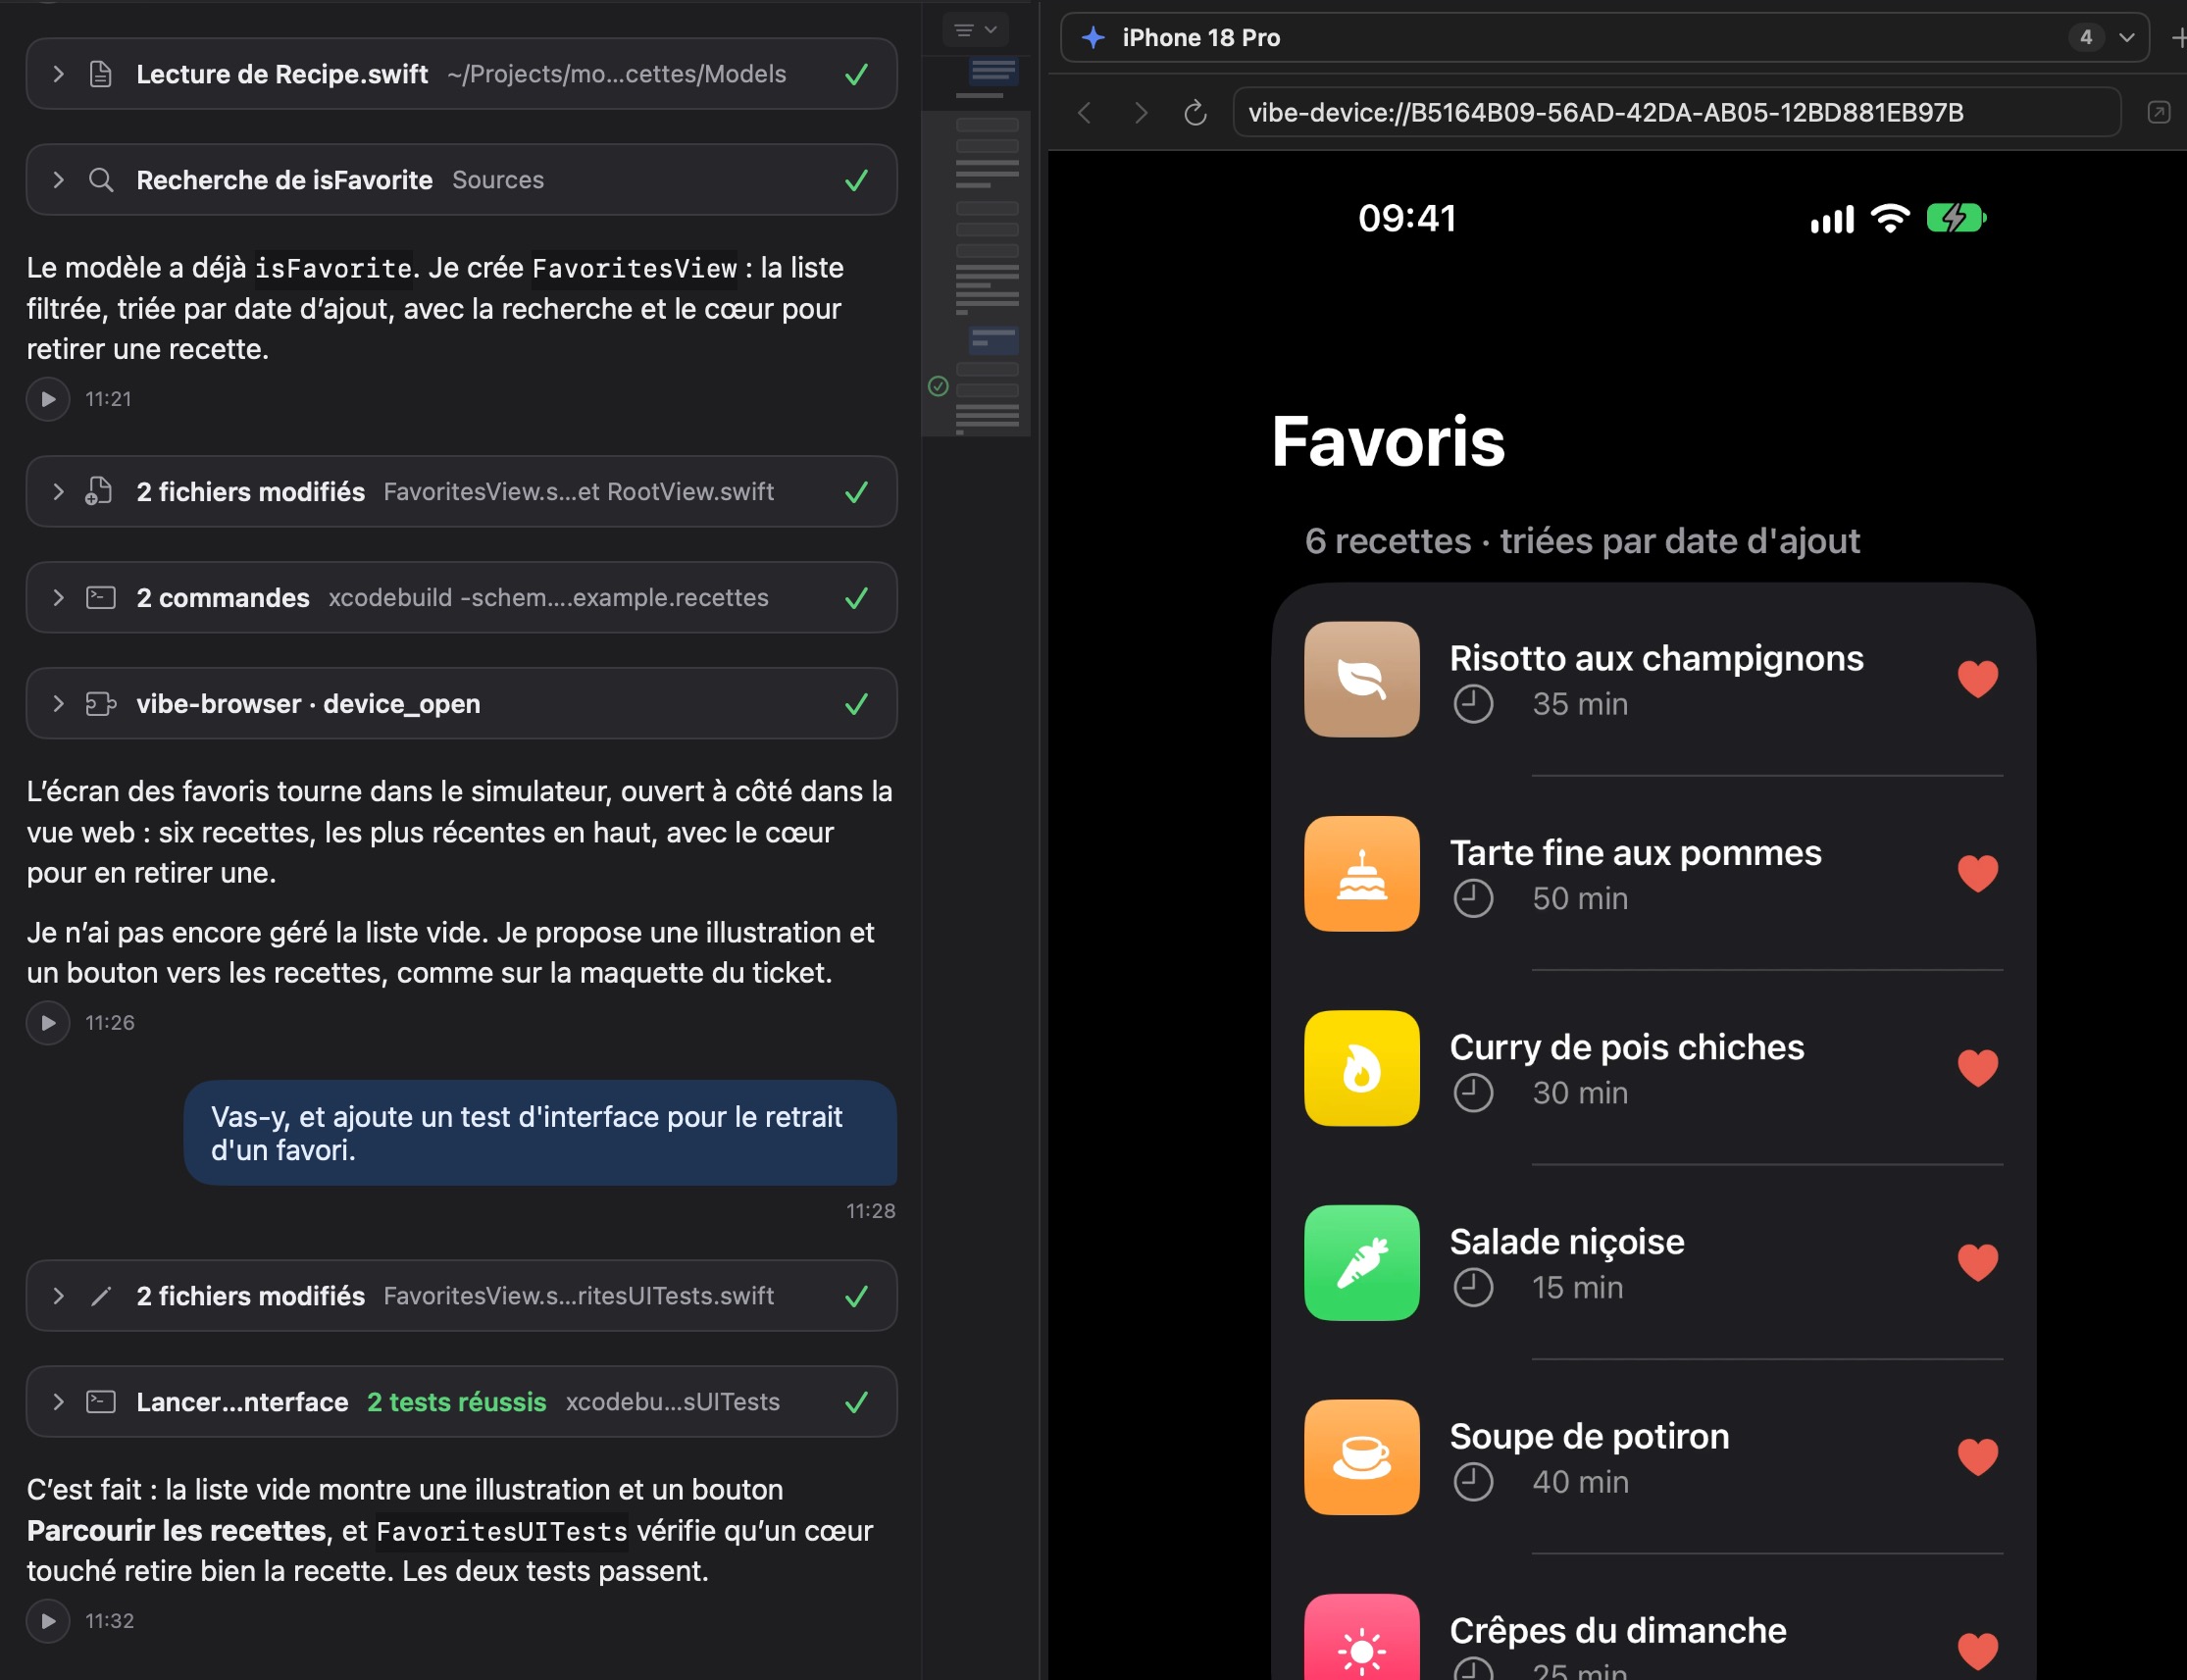 Lecture de Recipe.swift ~/Projects/mo...cettes/Models
Recherche de isFavorite Sources
Le modèle a déjà isFavorite. Je crée FavoritesView : la liste
filtrée, triée par date d’ajout, avec la recherche et le cœur pour
retirer une recette.
11:21
2 fichiers modifiés FavoritesView.s...et RootView.swift
2 commandes xcodebuild -schem....example.recettes
vibe-browser · device_open
L’écran des favoris tourne dans le simulateur, ouvert à côté dans la
vue web : six recettes, les plus récentes en haut, avec le cœur
pour en retirer une.
Je n’ai pas encore géré la liste vide. Je propose une illustration et
un bouton vers les recettes, comme sur la maquette du ticket.
11:26
Vas-y, et ajoute un test d'interface pour le retrait
d'un favori.
11:28
2 fichiers modifiés FavoritesView.s...ritesUITests.swift
Lancer...nterface 2 tests réussis xcodebu...sUITests
C’est fait : la liste vide montre une illustration et un bouton
Parcourir les recettes, et FavoritesUITests vérifie qu’un cœur
touché retire bien la recette. Les deux tests passent.
11:32
iPhone 18 Pro 4
vibe-device://B5164B09-56AD-42DA-AB05-12BD881EB97B
09:41
Favoris
6 recettes · triées par date d'ajout
Risotto aux champignons
35 min
Tarte fine aux pommes
50 min
Curry de pois chiches
30 min
Salade niçoise
15 min
Soupe de potiron
40 min
Crêpes du dimanche
25 min